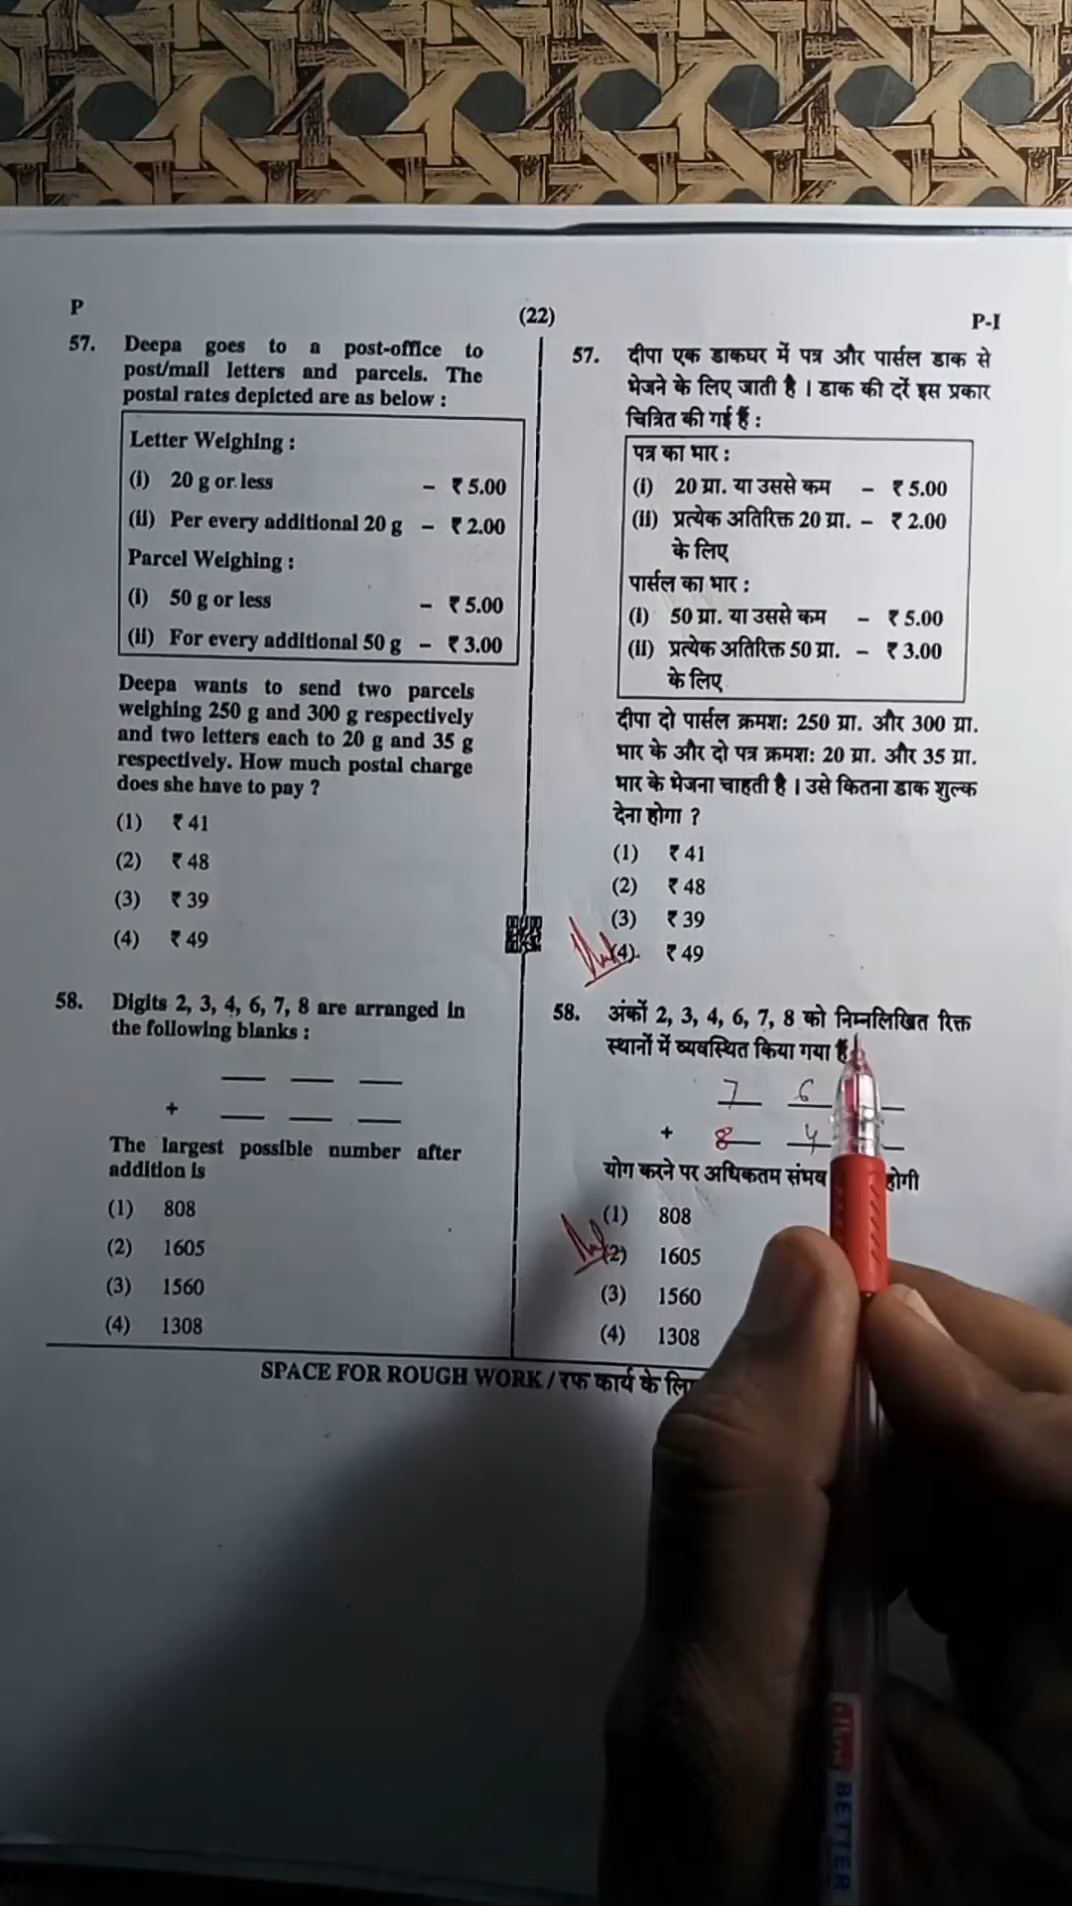 P
(22)
P-I
57. Deepa goes to a post-office to
post/mail letters and parcels. The
postal rates depicted are as below :
Letter Weighing :
(i) 20 g or less – ₹ 5.00
(ii) Per every additional 20 g – ₹ 2.00
Parcel Weighing :
(i) 50 g or less – ₹ 5.00
(ii) For every additional 50 g – ₹ 3.00
Deepa wants to send two parcels
weighing 250 g and 300 g respectively
and two letters each to 20 g and 35 g
respectively. How much postal charge
does she have to pay ?
(1) ₹ 41
(2) ₹ 48
(3) ₹ 39
(4) ₹ 49
58. Digits 2, 3, 4, 6, 7, 8 are arranged in
the following blanks :
___ ___ ___
+ ___ ___ ___
The largest possible number after
addition is
(1) 808
(2) 1605
(3) 1560
(4) 1308
57. दीपा एक डाकघर में पत्र और पार्सल डाक से
भेजने के लिए जाती है । डाक की दरें इस प्रकार
चित्रित की गई हैं :
पत्र का भार :
(i) 20 ग्रा. या उससे कम – ₹ 5.00
(ii) प्रत्येक अतिरिक्त 20 ग्रा. – ₹ 2.00
के लिए
पार्सल का भार :
(i) 50 ग्रा. या उससे कम – ₹ 5.00
(ii) प्रत्येक अतिरिक्त 50 ग्रा. – ₹ 3.00
के लिए
दीपा दो पार्सल क्रमश: 250 ग्रा. और 300 ग्रा.
भार के और दो पत्र क्रमश: 20 ग्रा. और 35 ग्रा.
भार के भेजना चाहती है । उसे कितना डाक शुल्क
देना होगा ?
(1) ₹ 41
(2) ₹ 48
(3) ₹ 39
(4) ₹ 49
58. अंकों 2, 3, 4, 6, 7, 8 को निम्नलिखित रिक्त
स्थानों में व्यवस्थित किया गया है
7 6
+ 8 4
योग करने पर अधिकतम संभव होगी
(1) 808
(2) 1605
(3) 1560
(4) 1308
SPACE FOR ROUGH WORK / रफ कार्य के
BETTER